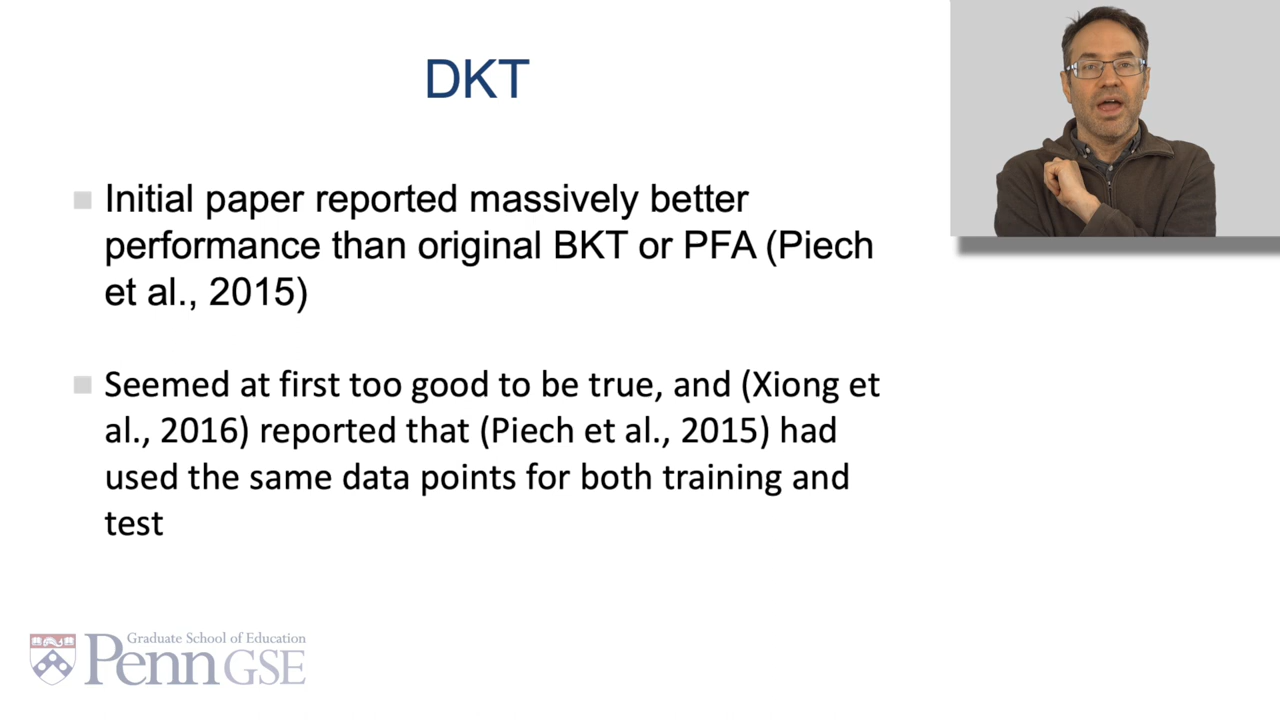 DKT
Initial paper reported massively better
performance than original BKT or PFA (Piech
et al., 2015)
Seemed at first too good to be true, and (Xiong et
al., 2016) reported that (Piech et al., 2015) had
used the same data points for both training and
test
Graduate School of Education
Penn GSE